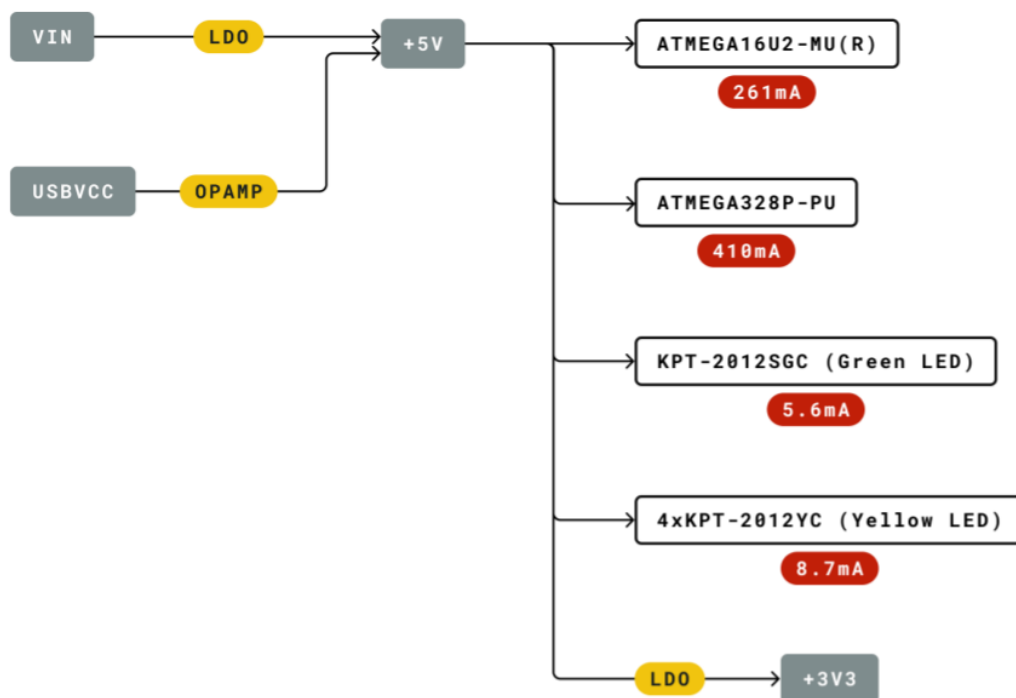 VIN
LDO
+5V
ATMEGA16U2-MU(R)
261mA
USBVCC
OPAMP
ATMEGA328P-PU
410mA
KPT-2012SGC (Green LED)
5.6mA
4xKPT-2012YC (Yellow LED)
8.7mA
LDO
+3V3